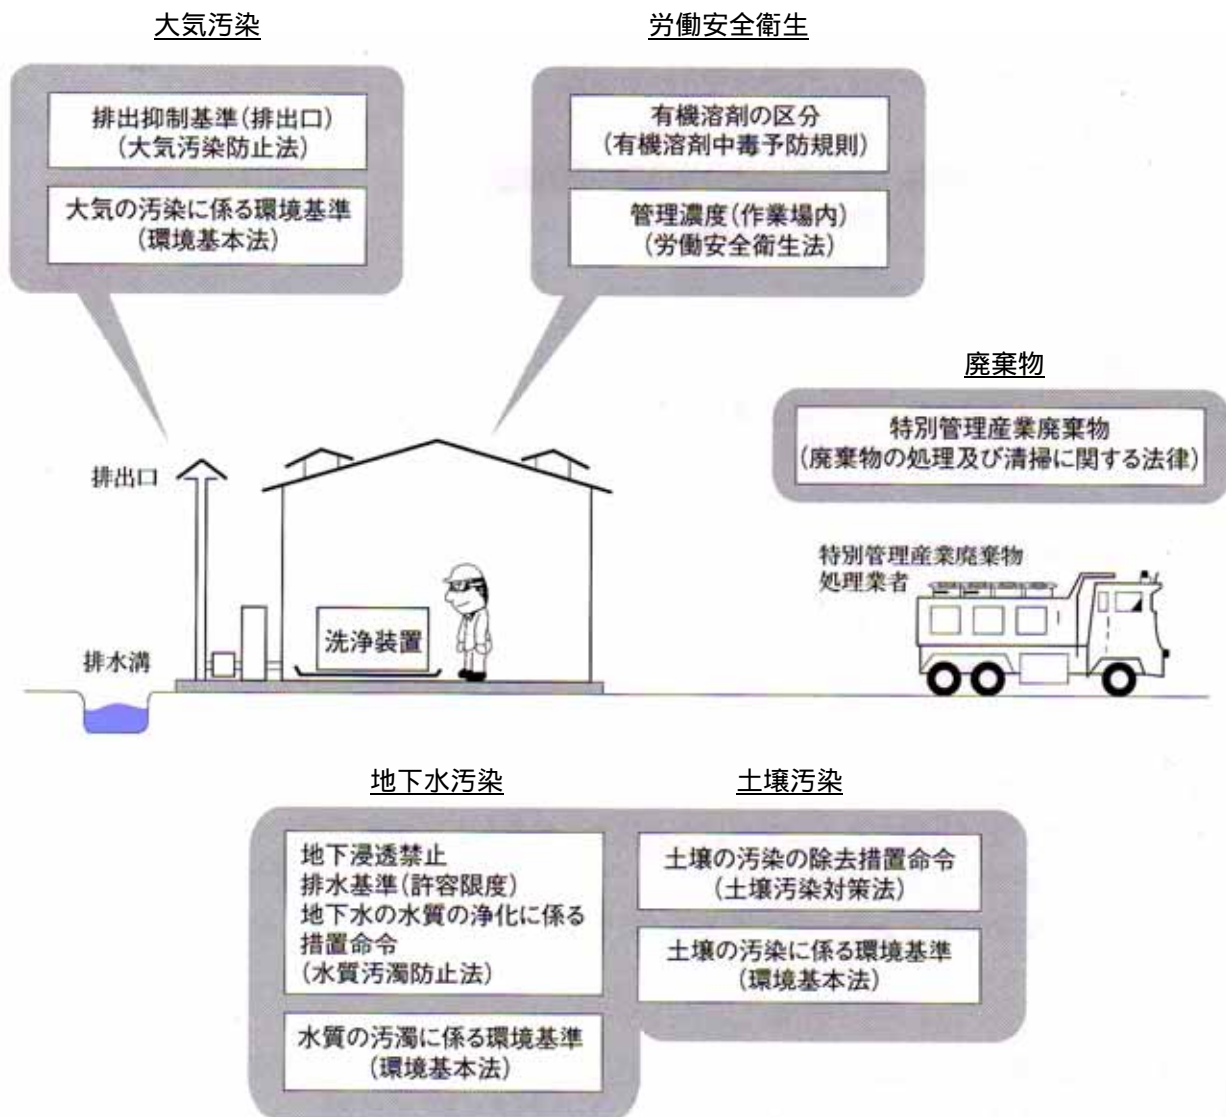 大気汚染
排出抑制基準(排出口)
(大気汚染防止法)
大気の汚染に係る環境基準
(環境基本法)
労働安全衛生
有機溶剤の区分
(有機溶剤中毒予防規則)
管理濃度(作業場内)
(労働安全衛生法)
廃棄物
特別管理産業廃棄物
(廃棄物の処理及び清掃に関する法律)
排出口
特別管理産業廃棄物
処理業者
洗浄装置
排水溝
地下水汚染
地下浸透禁止
排水基準(許容限度)
地下水の水質の浄化に係る
措置命令
(水質汚濁防止法)
水質の汚濁に係る環境基準
(環境基本法)
土壌汚染
土壌の汚染の除去措置命令
(土壌汚染対策法)
土壌の汚染に係る環境基準
(環境基本法)